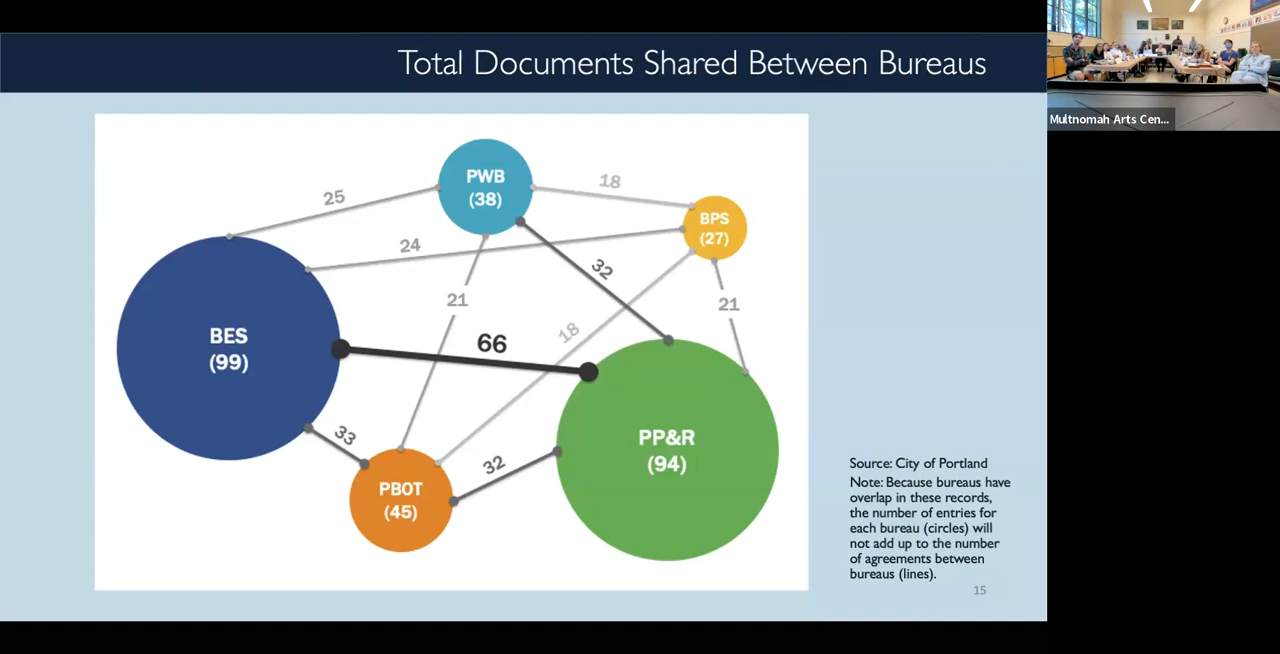 Total Documents Shared Between Bureaus
Multnomah Arts Cen...
PWB
(38)
18
25
BPS
(27)
24
32
21
21
18
BES
(99)
66
33
PP&R
(94)
32
PBOT
(45)
Source: City of Portland
Note: Because bureaus have
overlap in these records,
the number of entries for
each bureau (circles) will
not add up to the number
of agreements between
bureaus (lines).
15